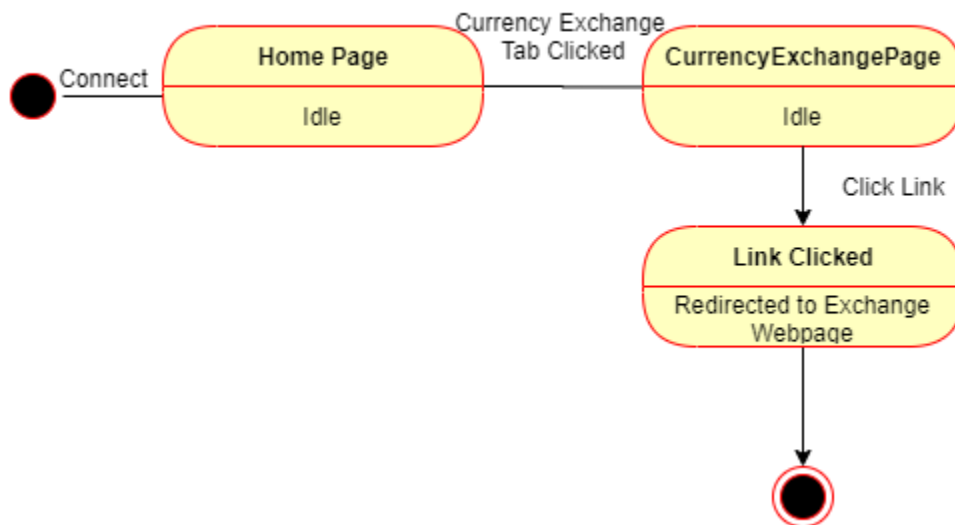 Currency Exchange
Tab Clicked
Connect
Home Page
Idle
CurrencyExchangePage
Idle
Click Link
Link Clicked
Redirected to Exchange
Webpage